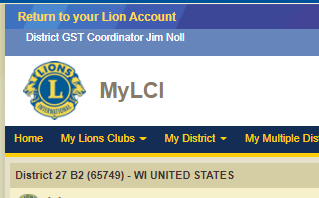 Return to your Lion Account
District GST Coordinator Jim Noll
LIONS
L
INTERNATIONAL
MyLCI
Home My Lions Clubs My District My Multiple Dis
District 27 B2 (65749) - WI UNITED STATES